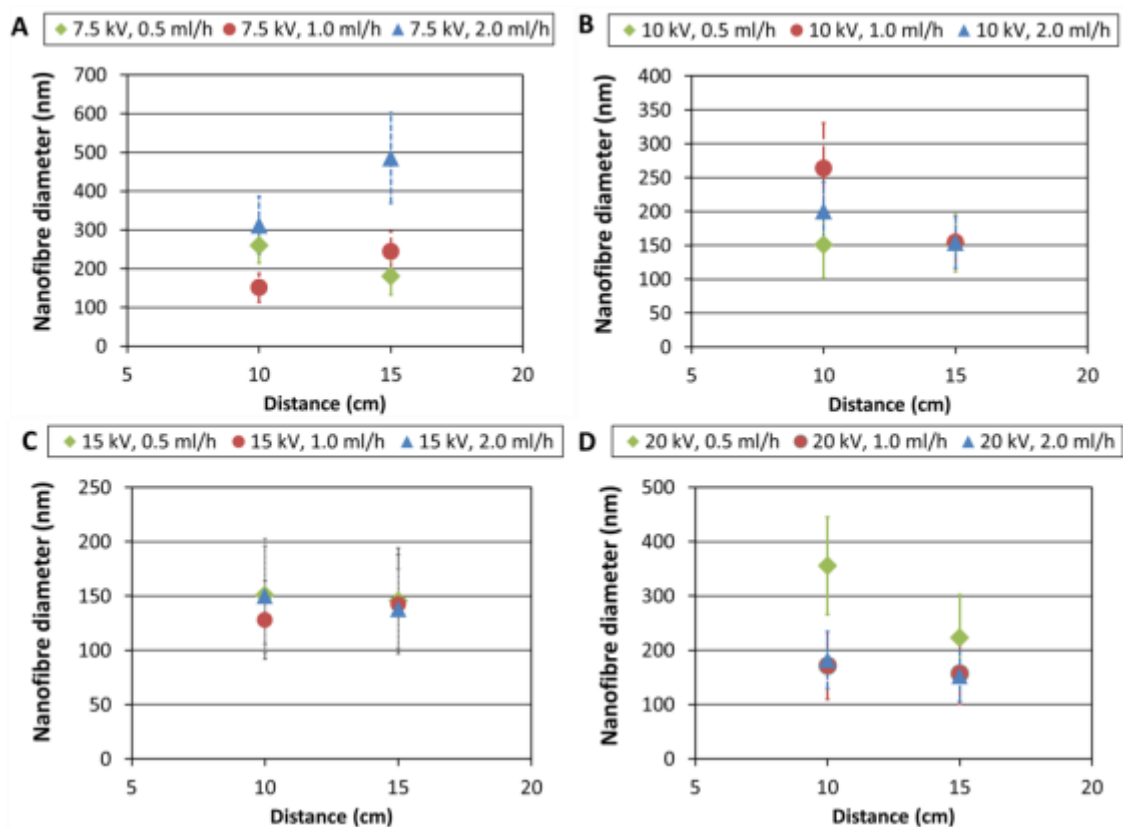 A
7.5 kV, 0.5 ml/h 7.5 kV, 1.0 ml/h 7.5 kV, 2.0 ml/h
Nanofibre diameter (nm)
700
600
500
400
300
200
100
0
5 10 15 20
Distance (cm)
B
10 kV, 0.5 ml/h 10 kV, 1.0 ml/h 10 kV, 2.0 ml/h
Nanofibre diameter (nm)
400
350
300
250
200
150
100
50
0
5 10 15 20
Distance (cm)
C
15 kV, 0.5 ml/h 15 kV, 1.0 ml/h 15 kV, 2.0 ml/h
Nanofibre diameter (nm)
250
200
150
100
50
0
5 10 15 20
Distance (cm)
D
20 kV, 0.5 ml/h 20 kV, 1.0 ml/h 20 kV, 2.0 ml/h
Nanofibre diameter (nm)
500
400
300
200
100
0
5 10 15 20
Distance (cm)